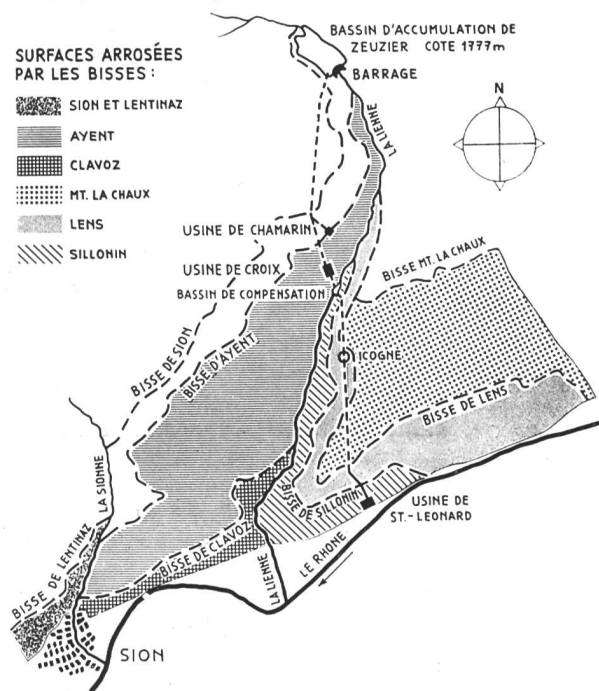 BASSIN D'ACCUMULATION DE
ZEUZIER COTE 1777m
BARRAGE
SURFACES ARROSÉES
PAR LES BISSES :
SION ET LENTINAZ
AYENT
CLAVOZ
MT. LA CHAUX
LENS
SILLONIN
N
LA LIENNE
USINE DE CHAMARIN
USINE DE CROIX
BASSIN DE COMPENSATION
BISSE MT. LA CHAUX
BISSE DE SION
BISSE D'AYENT
ICOGNE
BISSE DE LENS
LA SIONNE
BISSE DE SILLONIN
USINE DE
ST.-LEONARD
BISSE DE LENTINAZ
BISSE DE CLAVOZ
LA LIENNE
LE RHONE
SION